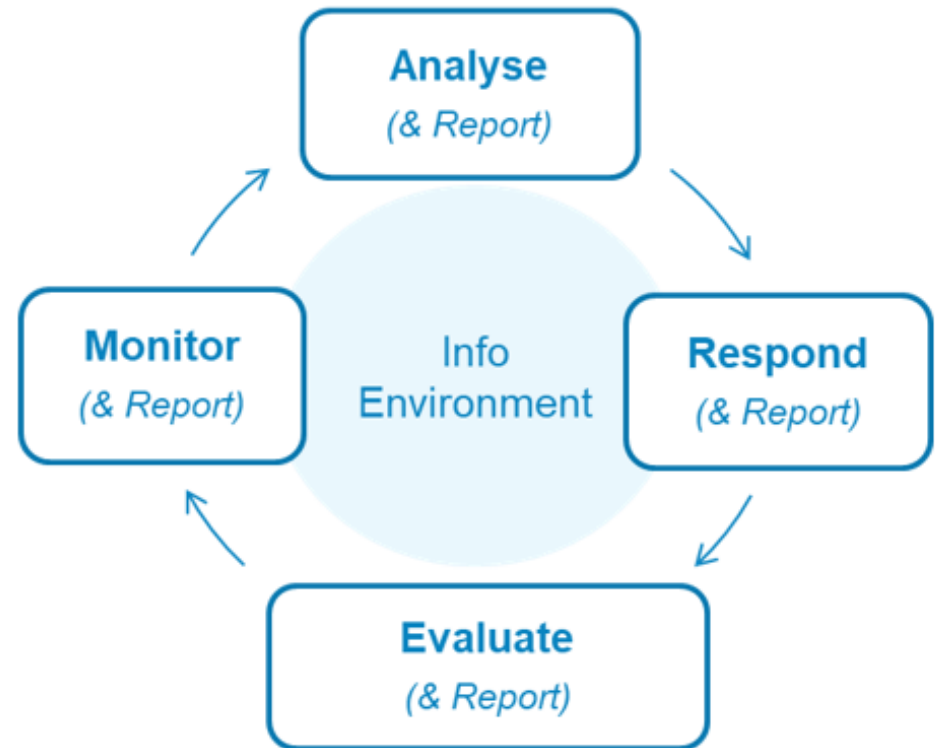 Analyse
(& Report)
Monitor
(& Report)
Info
Environment
Respond
(& Report)
Evaluate
(& Report)